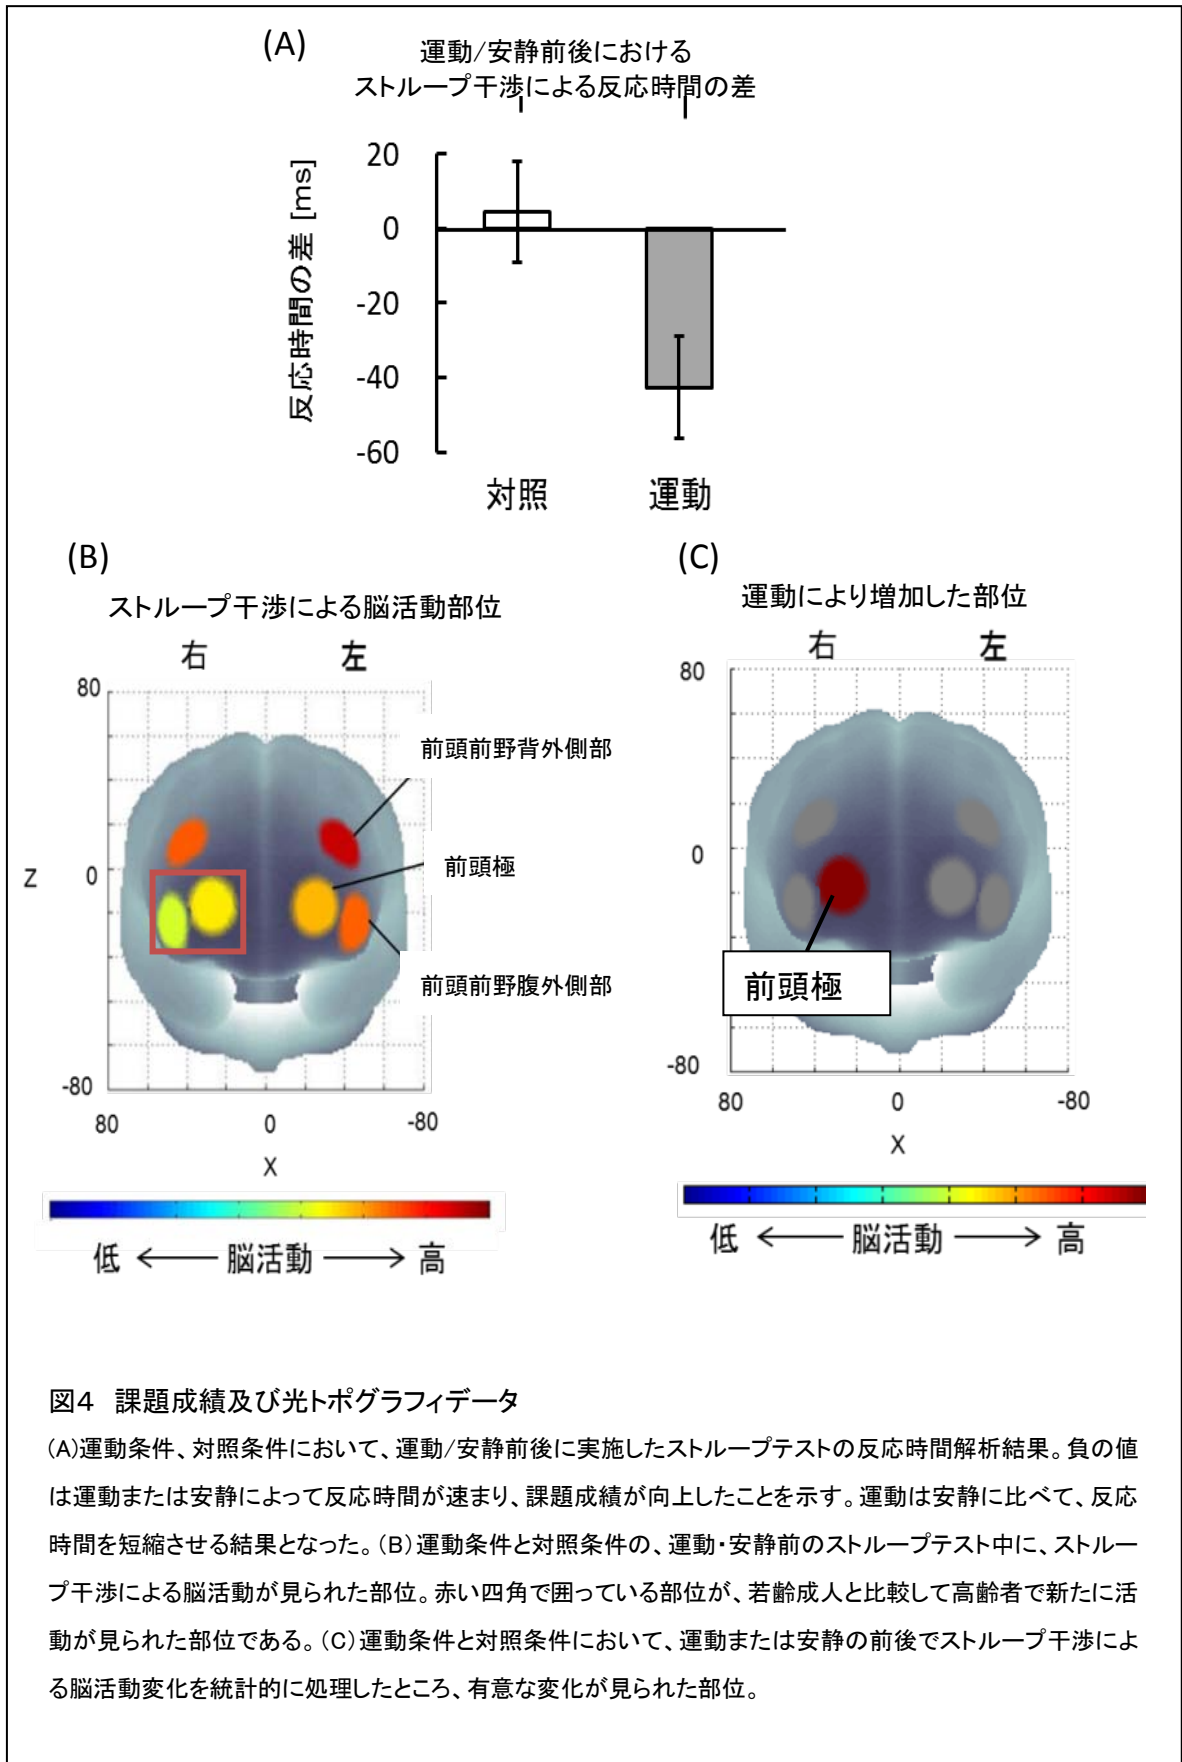 (A)
運動/安静前後における
ストループ干渉による反応時間の差
反応時間の差 [ms]
20
0
-20
-40
-60
対照
運動
(B)
ストループ干渉による脳活動部位
右
左
80
Z
0
-80
80
0
-80
X
前頭前野背外側部
前頭極
前頭前野腹外側部
低 ← 脳活動 → 高
(C)
運動により増加した部位
右
左
80
0
-80
前頭極
80
0
-80
X
低 ← 脳活動 → 高
図4 課題成績及び光トポグラフィデータ
(A)運動条件、対照条件において、運動/安静前後に実施したストループテストの反応時間解析結果。負の値
は運動または安静によって反応時間が速まり、課題成績が向上したことを示す。運動は安静に比べて、反応
時間を短縮させる結果となった。(B)運動条件と対照条件の、運動・安静前のストループテスト中に、ストルー
プ干渉による脳活動が見られた部位。赤い四角で囲っている部位が、若齢成人と比較して高齢者で新たに活
動が見られた部位である。(C)運動条件と対照条件において、運動または安静の前後でストループ干渉によ
る脳活動変化を統計的に処理したところ、有意な変化が見られた部位。